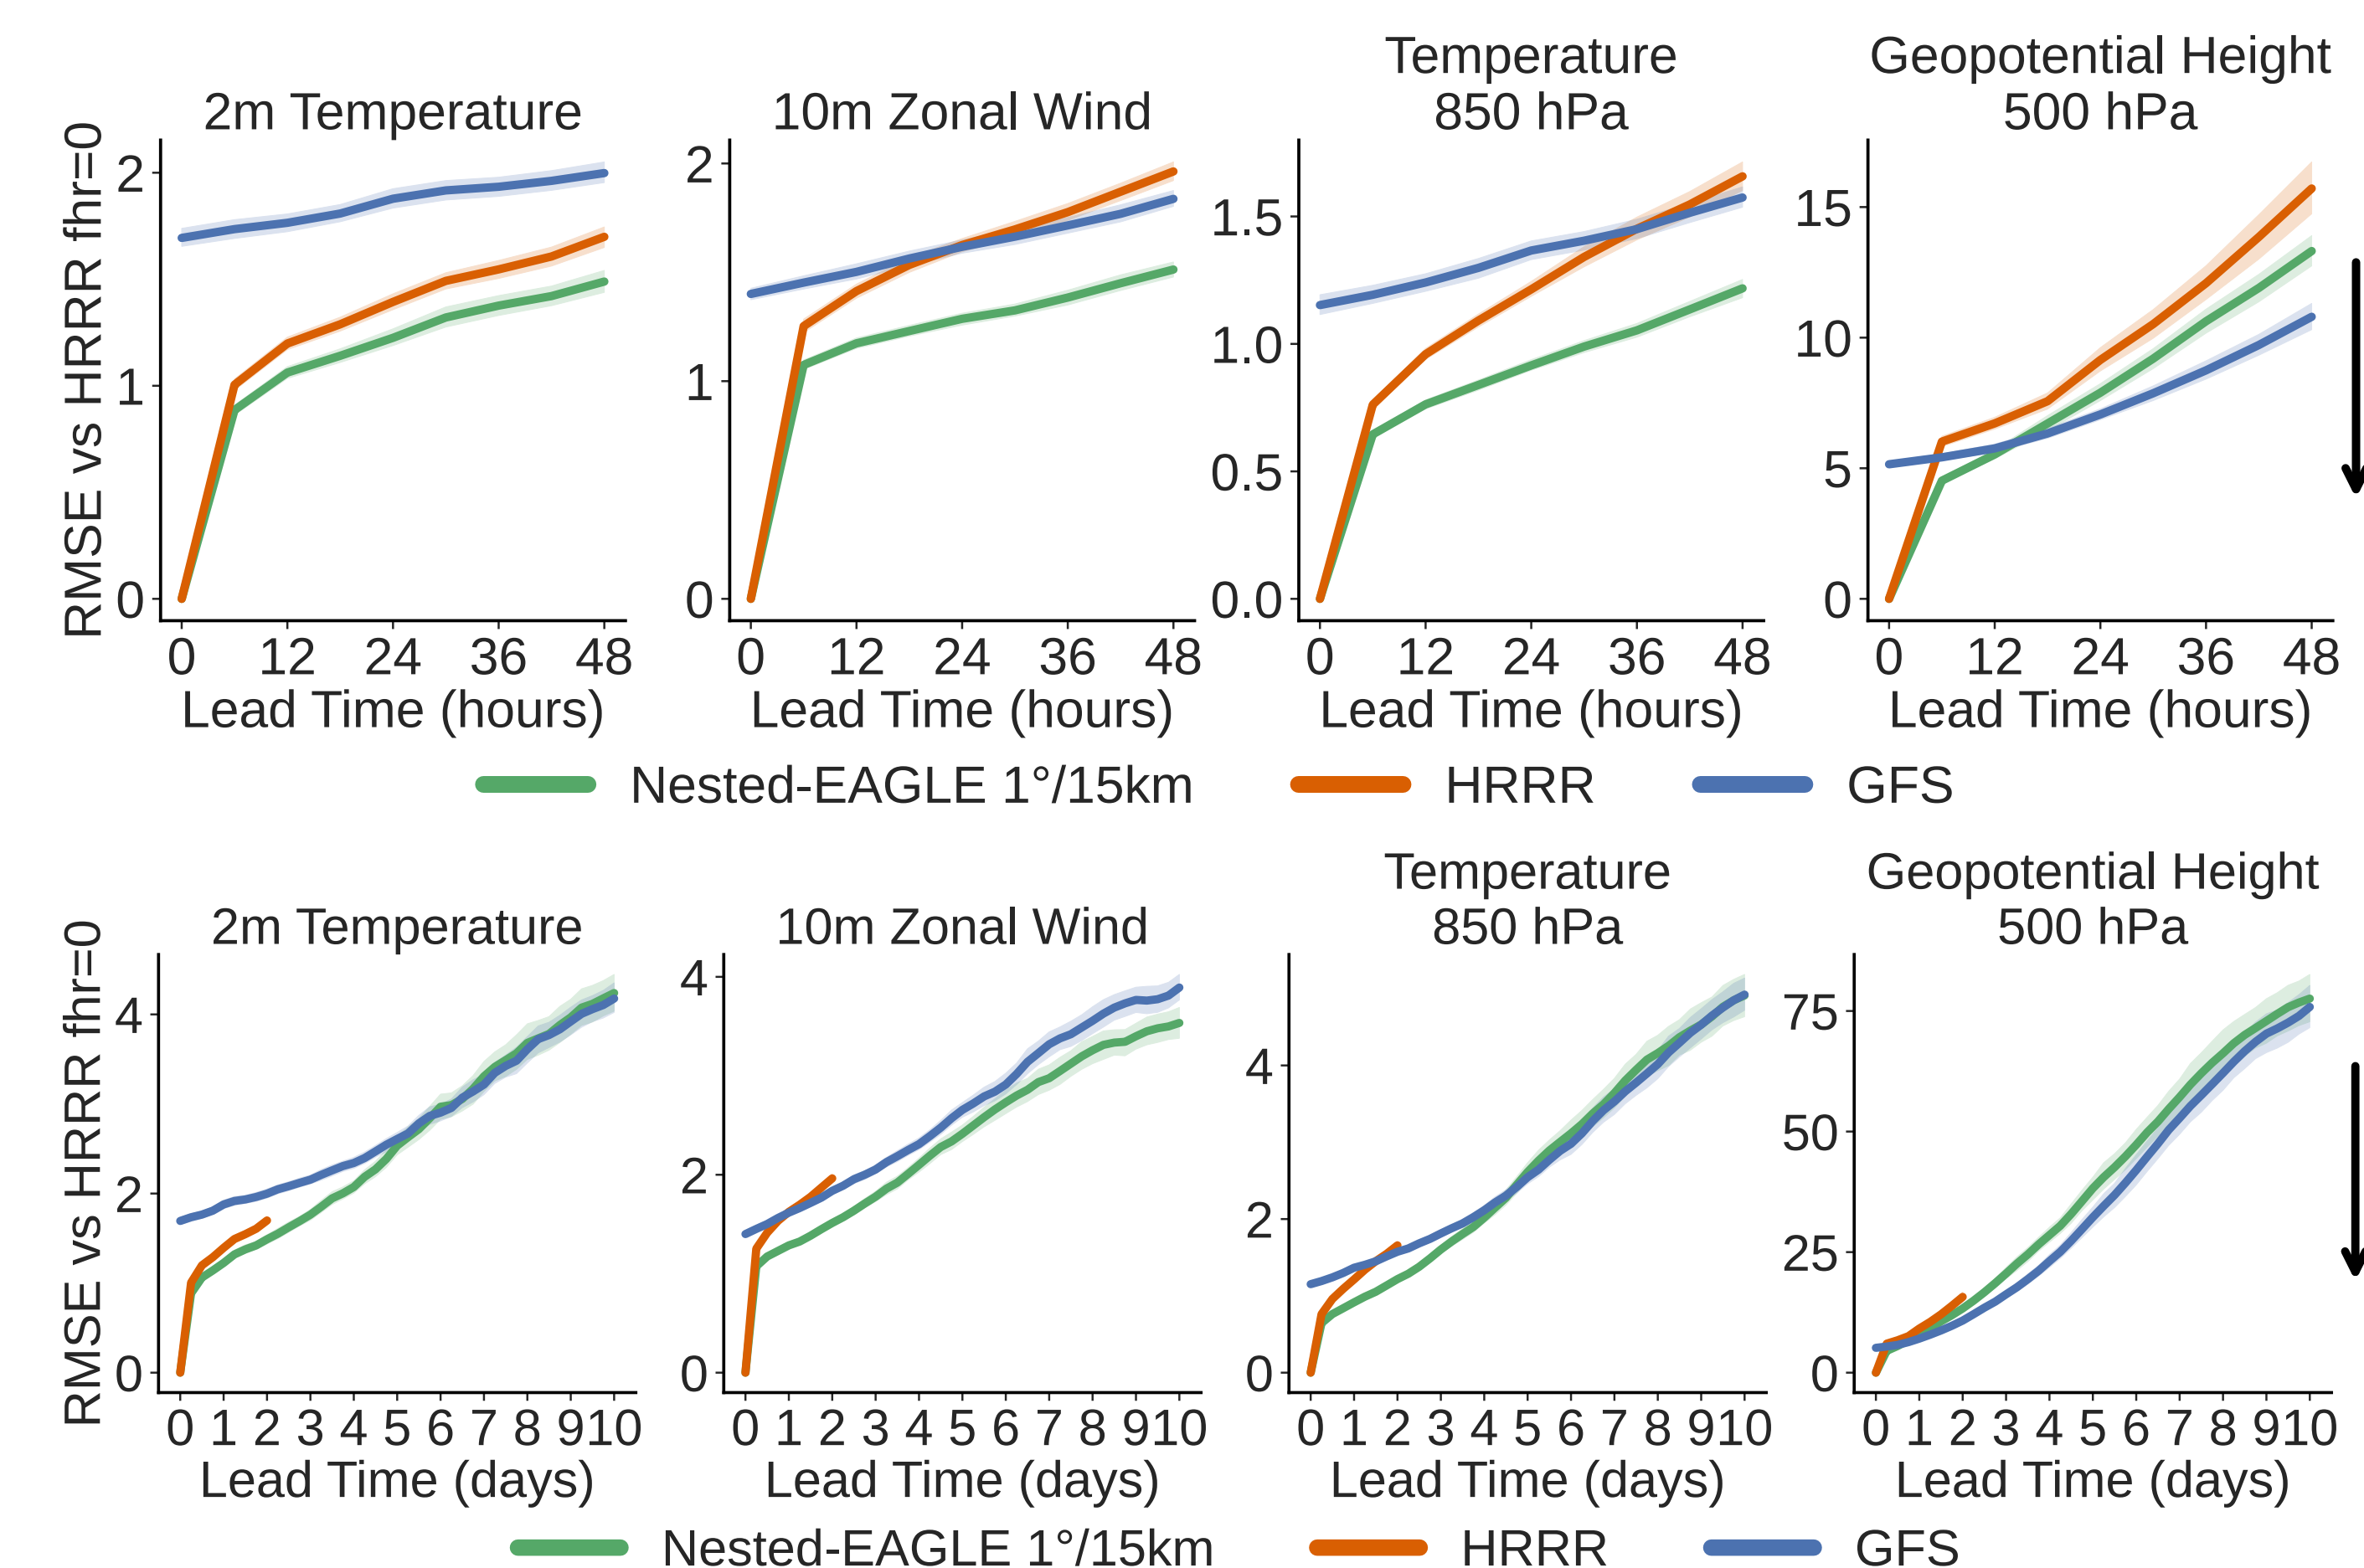 2m Temperature
10m Zonal Wind
Temperature
850 hPa
Geopotential Height
500 hPa
RMSE vs HRRR fhr=0
2
1
0
0 12 24 36 48
Lead Time (hours)
2
1
0
0 12 24 36 48
Lead Time (hours)
1.5
1.0
0.5
0.0
0 12 24 36 48
Lead Time (hours)
15
10
5
0
0 12 24 36 48
Lead Time (hours)
Nested-EAGLE 1°/15km HRRR GFS
2m Temperature
10m Zonal Wind
Temperature
850 hPa
Geopotential Height
500 hPa
RMSE vs HRRR fhr=0
4
2
0
0 1 2 3 4 5 6 7 8 9 10
Lead Time (days)
4
2
0
0 1 2 3 4 5 6 7 8 9 10
Lead Time (days)
4
2
0
0 1 2 3 4 5 6 7 8 9 10
Lead Time (days)
75
50
25
0
0 1 2 3 4 5 6 7 8 9 10
Lead Time (days)
Nested-EAGLE 1°/15km HRRR GFS